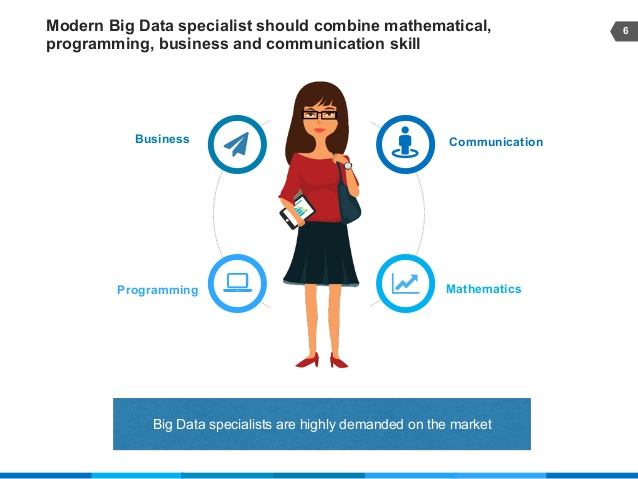 Modern Big Data specialist should combine mathematical,
programming, business and communication skill
6
Business
Communication
Programming
Mathematics
Big Data specialists are highly demanded on the market